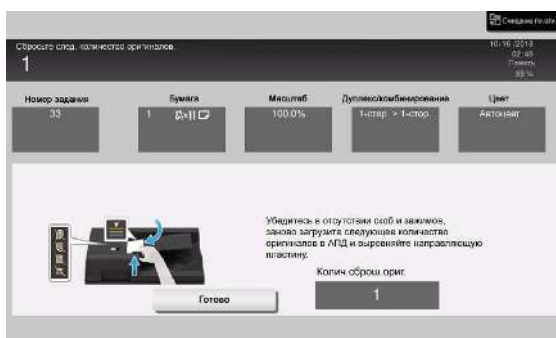 Ожидание печати
Сбросьте след. количество оригиналов.
1
10/16/2018
02:46
Память
99%
Номер задания
33
Бумага
1
Масштаб
100.0%
Дуплекс/комбинирование
1-стор. > 1-стор.
Цвет
Автоцвет
Убедитесь в отсутствии скоб и зажимов,
заново загрузите следующее количество
оригиналов в АПД и выровняйте направляющую
пластину.
Колич.сброш.ориг.
1
Готово